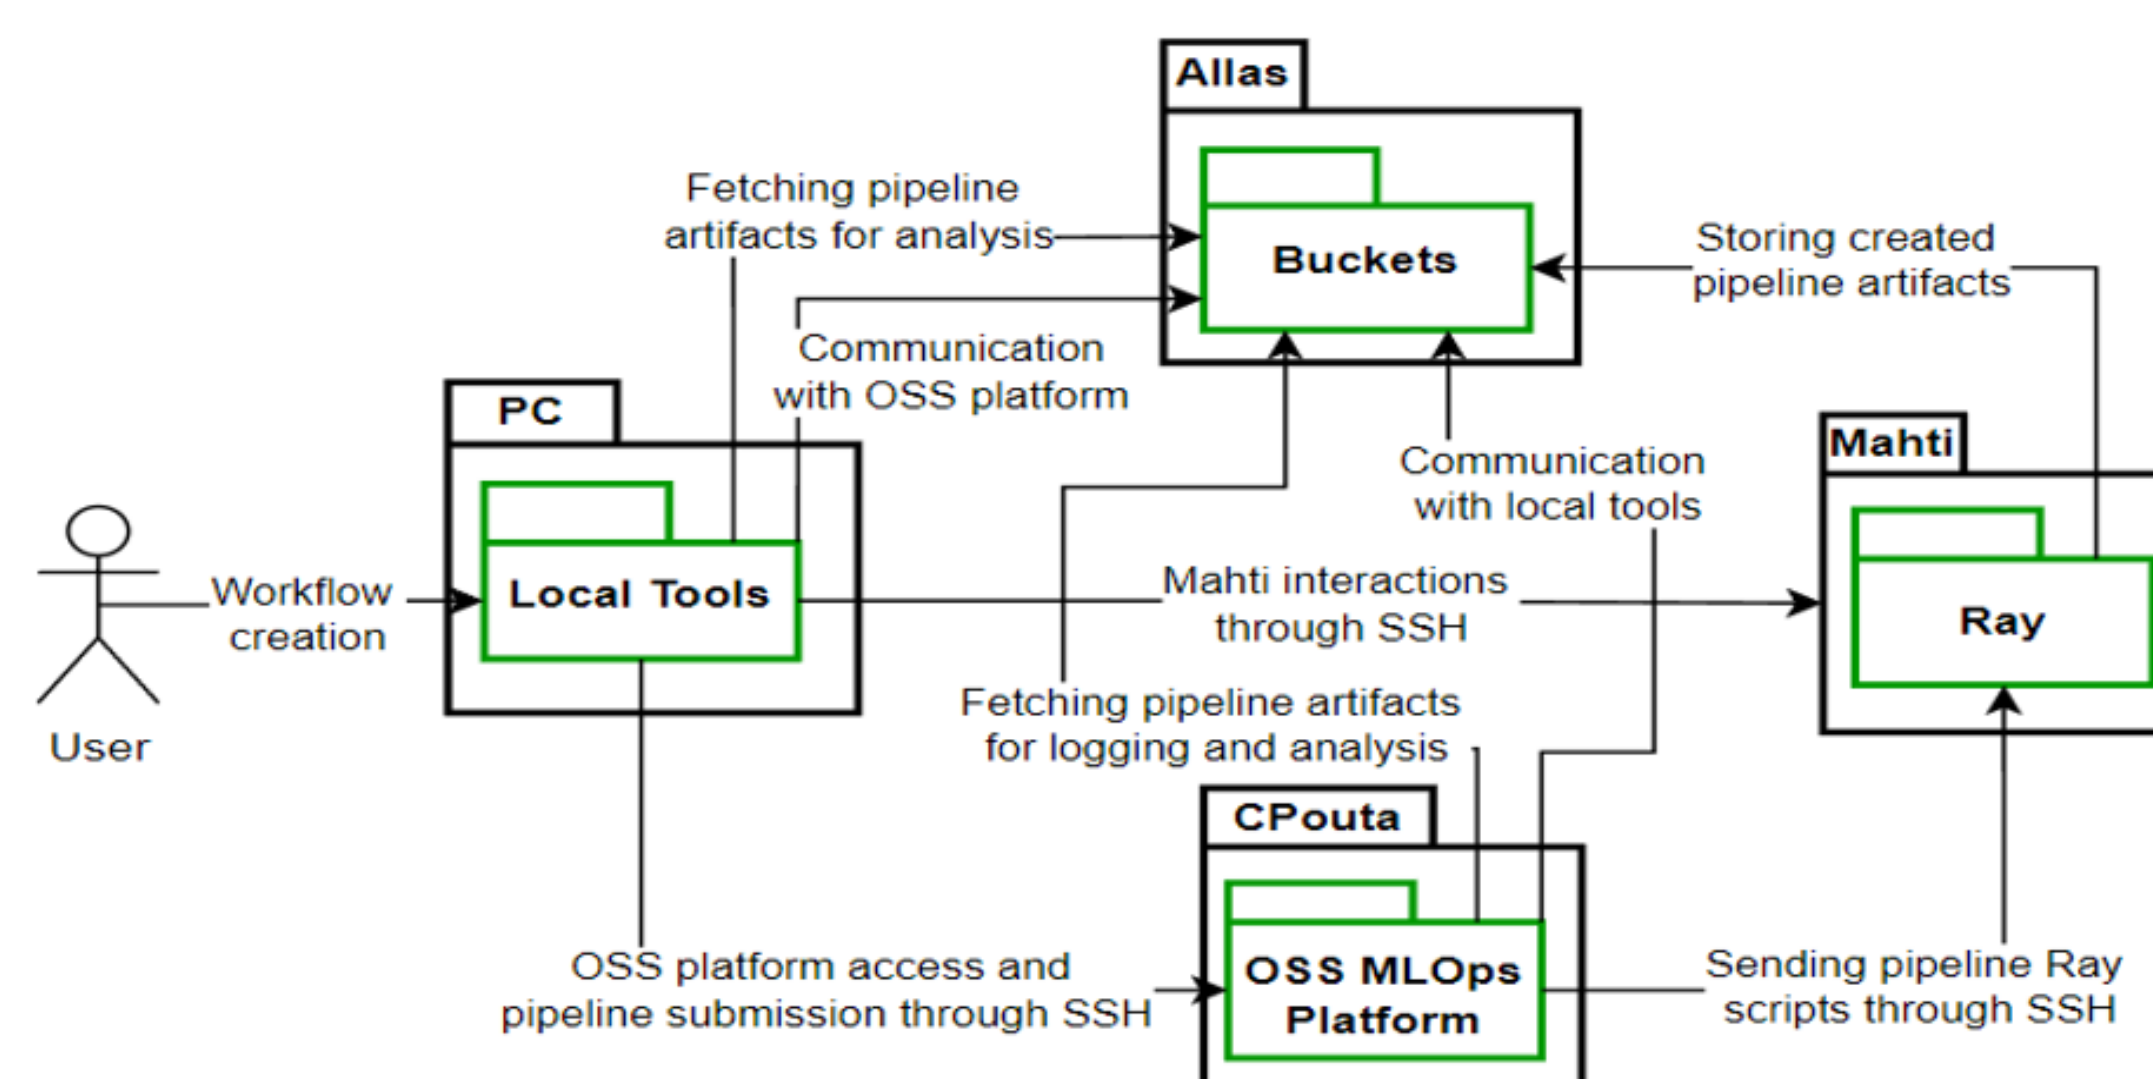 Allas
Buckets
Fetching pipeline
artifacts for analysis
Storing created
pipeline artifacts
Communication
with OSS platform
PC
Local Tools
Workflow
creation
User
Communication
with local tools
Mahti
Ray
Mahti interactions
through SSH
Fetching pipeline artifacts
for logging and analysis
CPouta
OSS MLOps
Platform
OSS platform access and
pipeline submission through SSH
Sending pipeline Ray
scripts through SSH